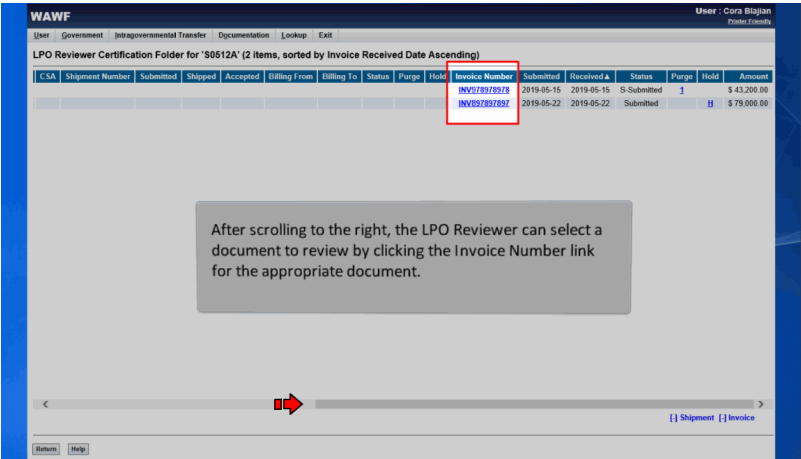 WAWF
User : Cora Blajian
Printer Friendly
User Government Intragovernmental Transfer Documentation Lookup Exit
LPO Reviewer Certification Folder for 'S0512A' (2 items, sorted by Invoice Received Date Ascending)
CSA Shipment Number Submitted Shipped Accepted Billing From Billing To Status Purge Hold Invoice Number Submitted Received▲ Status Purge Hold Amount
INV978978978 2019-05-15 2019-05-15 S-Submitted 1 $ 43,200.00
INV897897897 2019-05-22 2019-05-22 Submitted H $ 79,000.00
After scrolling to the right, the LPO Reviewer can select a
document to review by clicking the Invoice Number link
for the appropriate document.
[-] Shipment [-] Invoice
Return Help